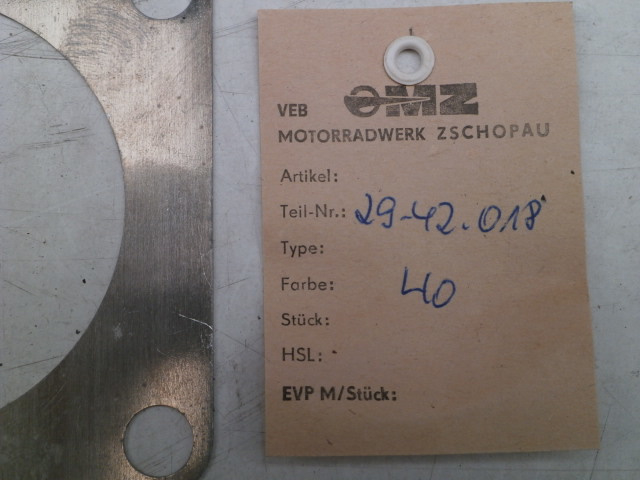 VEB MZ
MOTORRADWERK ZSCHOPAU
Artikel:
Teil-Nr.: 29-42.018
Type:
Farbe: 40
Stück:
HSL:
EVP M/Stück: